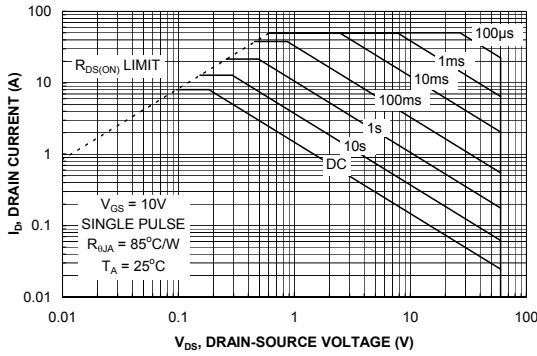 100
10
1
0.1
0.01
I_D, DRAIN CURRENT (A)
R_DS(ON) LIMIT
100µs
1ms
10ms
100ms
1s
10s
DC
V_GS = 10V
SINGLE PULSE
R_θJA = 85°C/W
T_A = 25°C
0.01 0.1 1 10 100
V_DS, DRAIN-SOURCE VOLTAGE (V)